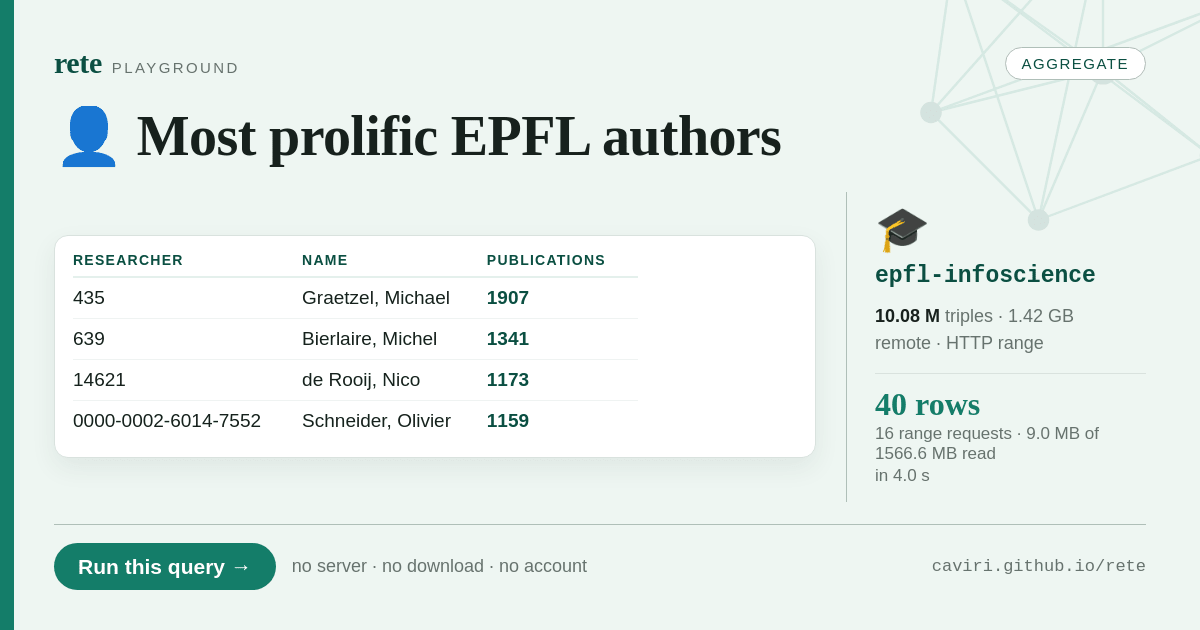 rete PLAYGROUND
AGGREGATE
Most prolific EPFL authors
RESEARCHER NAME PUBLICATIONS
435 Graetzel, Michael 1907
639 Bierlaire, Michel 1341
14621 de Rooij, Nico 1173
0000-0002-6014-7552 Schneider, Olivier 1159
epfl-infoscience
10.08 M triples · 1.42 GB
remote · HTTP range
40 rows
16 range requests · 9.0 MB of
1566.6 MB read
in 4.0 s
Run this query →
no server · no download · no account
caviri.github.io/rete